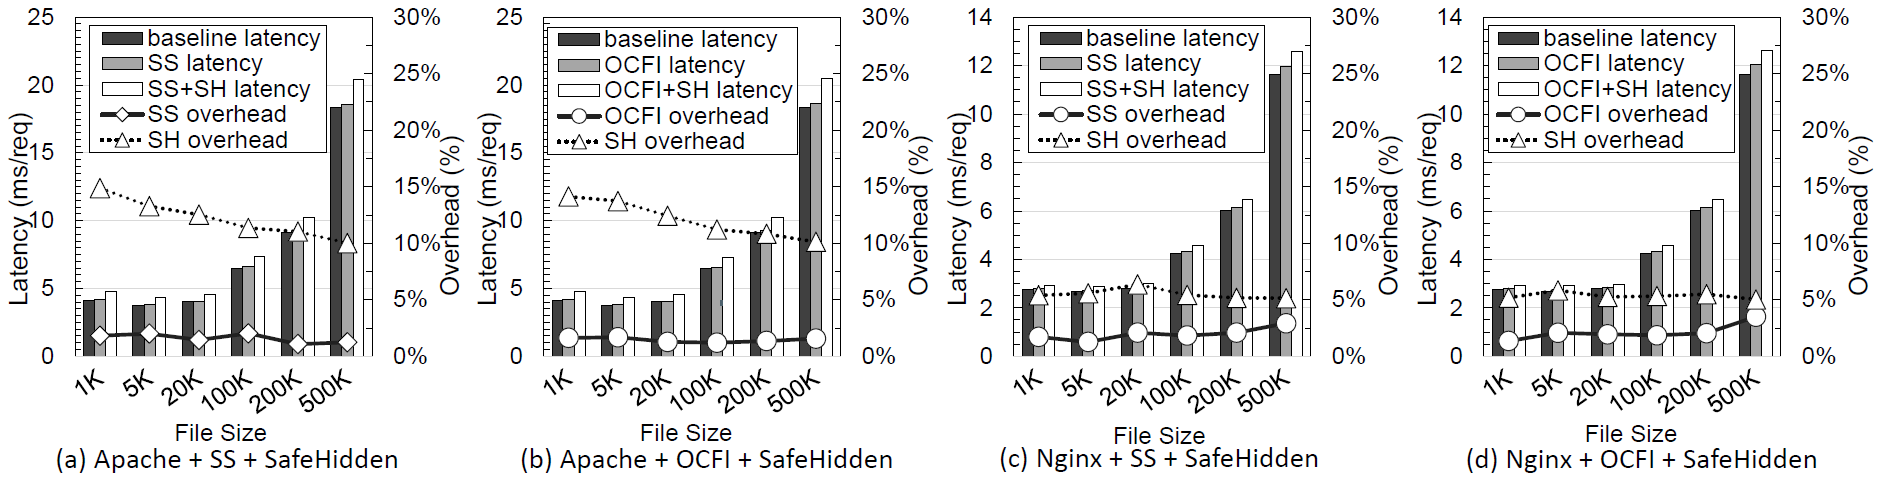 25
20
15
10
5
0
Latency (ms/req)
30%
25%
20%
15%
10%
5%
0%
Overhead (%)
baseline latency
SS latency
SS+SH latency
SS overhead
SH overhead
1K
5K
20K
100K
200K
500K
File Size
(a) Apache + SS + SafeHidden
25
20
15
10
5
0
Latency (ms/req)
30%
25%
20%
15%
10%
5%
0%
Overhead (%)
baseline latency
OCFI latency
OCFI+SH latency
OCFI overhead
SH overhead
1K
5K
20K
100K
200K
500K
File Size
(b) Apache + OCFI + SafeHidden
14
12
10
8
6
4
2
0
Latency (ms/req)
30%
25%
20%
15%
10%
5%
0%
Overhead (%)
baseline latency
SS latency
SS+SH latency
SS overhead
SH overhead
1K
5K
20K
100K
200K
500K
File Size
(c) Nginx + SS + SafeHidden
14
12
10
8
6
4
2
0
Latency (ms/req)
30%
25%
20%
15%
10%
5%
0%
Overhead (%)
baseline latency
OCFI latency
OCFI+SH latency
OCFI overhead
SH overhead
1K
5K
20K
100K
200K
500K
File Size
(d) Nginx + OCFI + SafeHidden